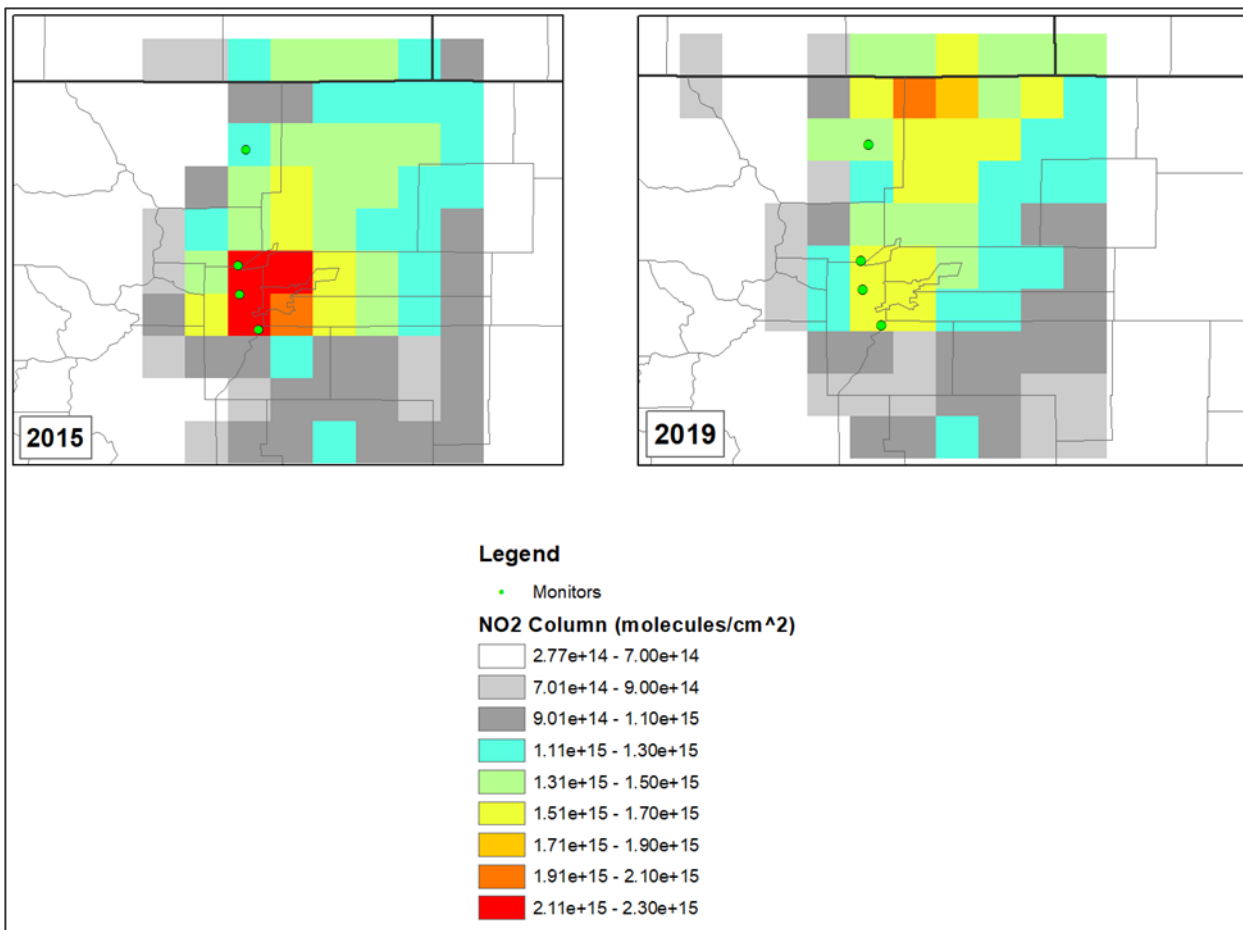 2015
2019
Legend
Monitors
NO2 Column (molecules/cm^2)
2.77e+14 - 7.00e+14
7.01e+14 - 9.00e+14
9.01e+14 - 1.10e+15
1.11e+15 - 1.30e+15
1.31e+15 - 1.50e+15
1.51e+15 - 1.70e+15
1.71e+15 - 1.90e+15
1.91e+15 - 2.10e+15
2.11e+15 - 2.30e+15